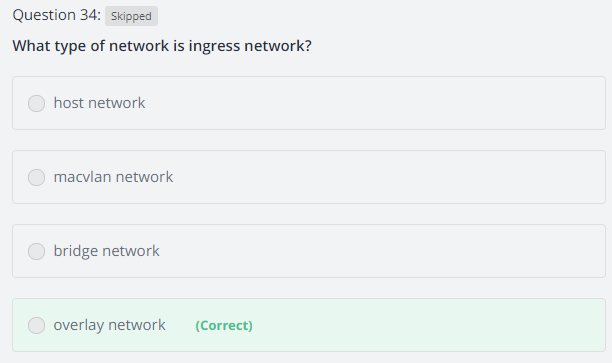 Question 34: Skipped
What type of network is ingress network?
host network
macvlan network
bridge network
overlay network (Correct)